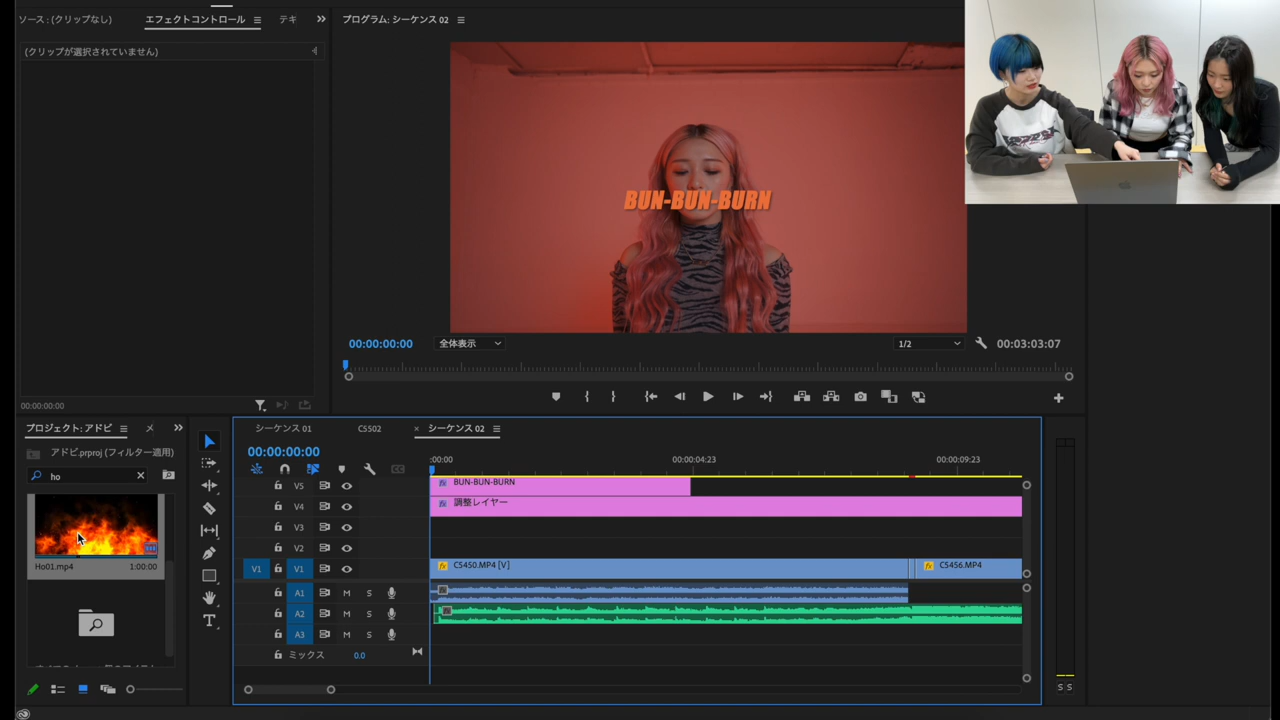 ソース : (クリップなし)
エフェクトコントロール
テキ
(クリップが選択されていません)
00:00:00:00
プログラム: シーケンス 02
BUN-BUN-BURN
00:00:00:00
全体表示
1/2
00:03:03:07
プロジェクト: アドビ
アドビ.prproj (フィルター適用)
ho
Ho01.mp4
1:00:00
シーケンス 01
C5502
× シーケンス 02
00:00:00:00
:00:00
00:00:04:23
00:00:09:23
V5
BUN-BUN-BURN
V4
調整レイヤー
V3
V2
V1
V1
C5450.MP4 [V]
C5456.MP4
A1
M
S
A2
M
S
A3
M
S
ミックス
0.0
S S